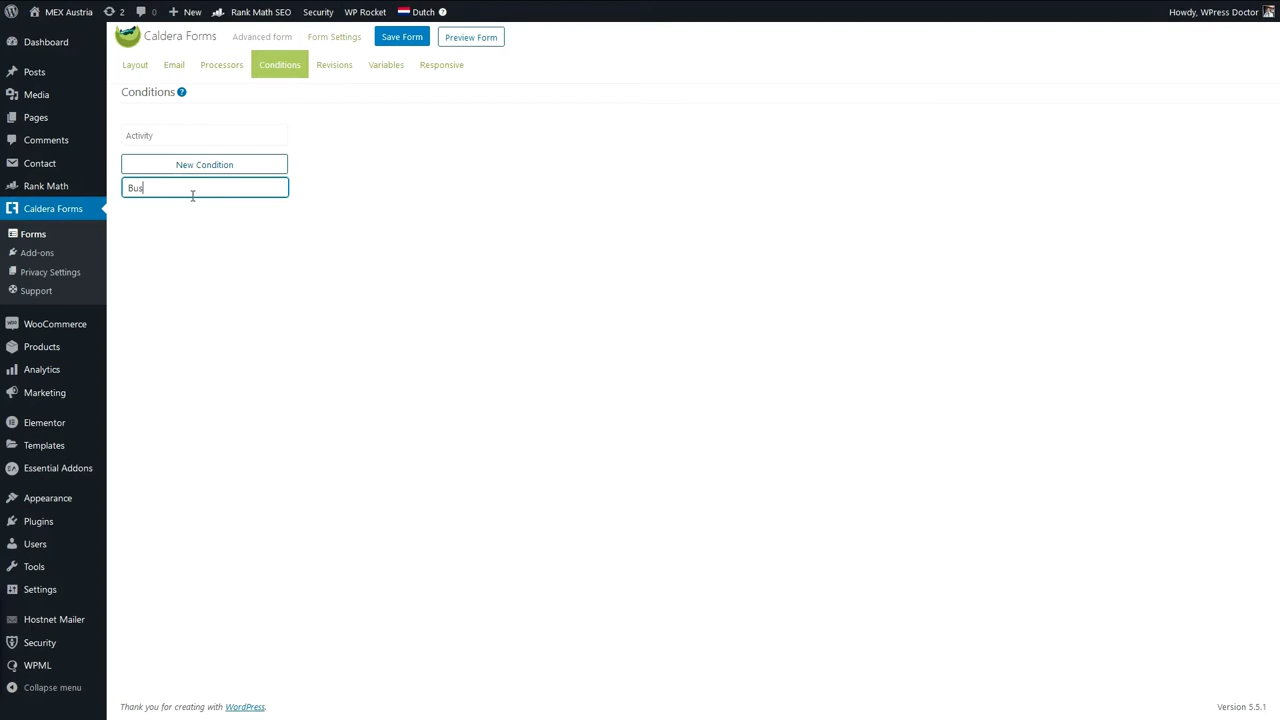 MEX Austria
2
0
New
Rank Math SEO
Security
WP Rocket
Dutch
Howdy, WPress Doctor
Dashboard
Posts
Media
Pages
Comments
Contact
Rank Math
Caldera Forms
Forms
Add-ons
Privacy Settings
Support
WooCommerce
Products
Analytics
Marketing
Elementor
Templates
Essential Addons
Appearance
Plugins
Users
Tools
Settings
Hostnet Mailer
Security
WPML
Collapse menu
Caldera Forms
Advanced form
Form Settings
Save Form
Preview Form
Layout
Email
Processors
Conditions
Revisions
Variables
Responsive
Conditions
Activity
New Condition
Bus
Thank you for creating with WordPress.
Version 5.5.1